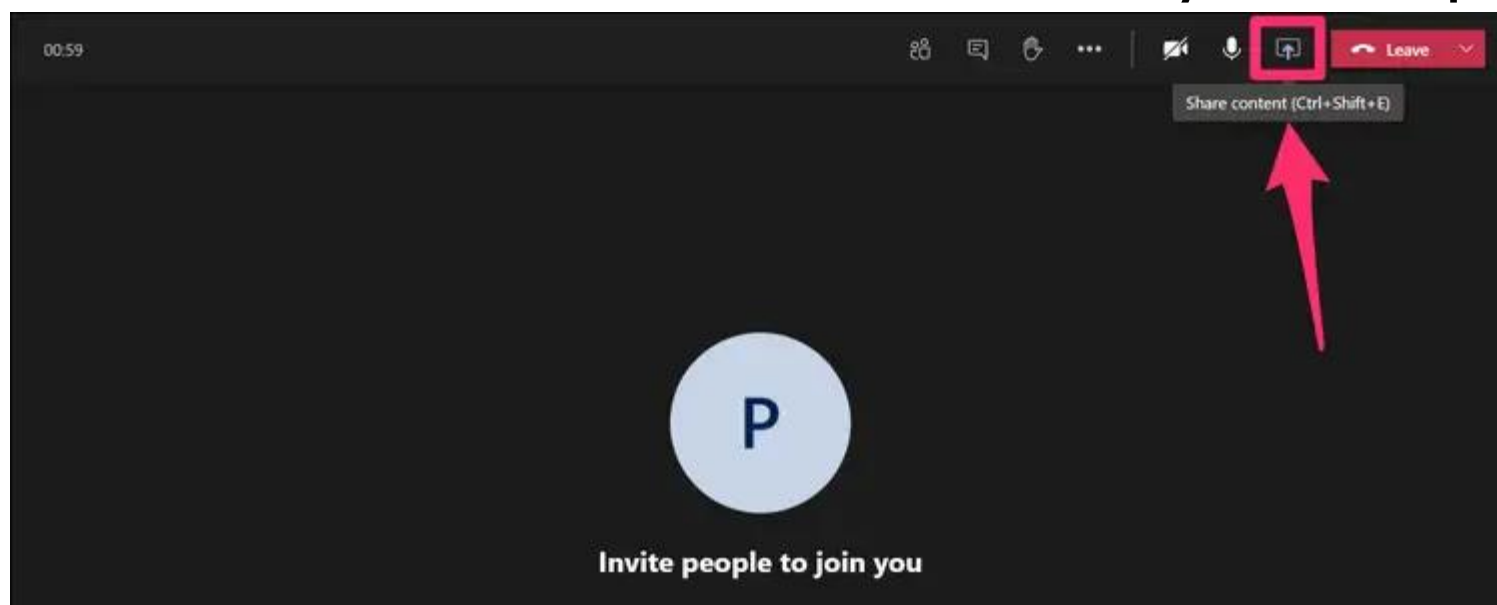 00:59
Leave
Share content (Ctrl+Shift+E)
P
Invite people to join you